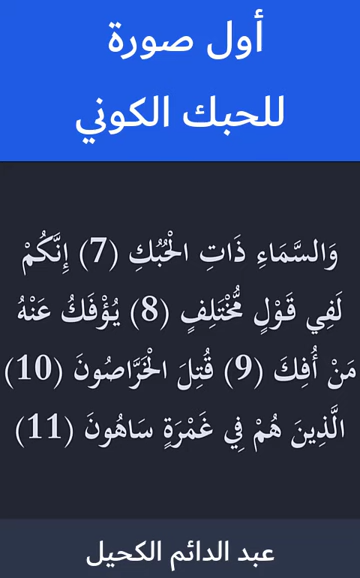 أول صورة
للحبك الكوني
وَالسَّمَاءِ ذَاتِ الْحُبُكِ (7) إِنَّكُمْ
لَفِي قَوْلٍ مُّخْتَلِفٍ (8) يُؤْفَكُ عَنْهُ
مَنْ أُفِكَ (9) قُتِلَ الْخَرَّاصُونَ (10)
الَّذِينَ هُمْ فِي غَمْرَةٍ سَاهُونَ (11)
عبد الدائم الكحيل